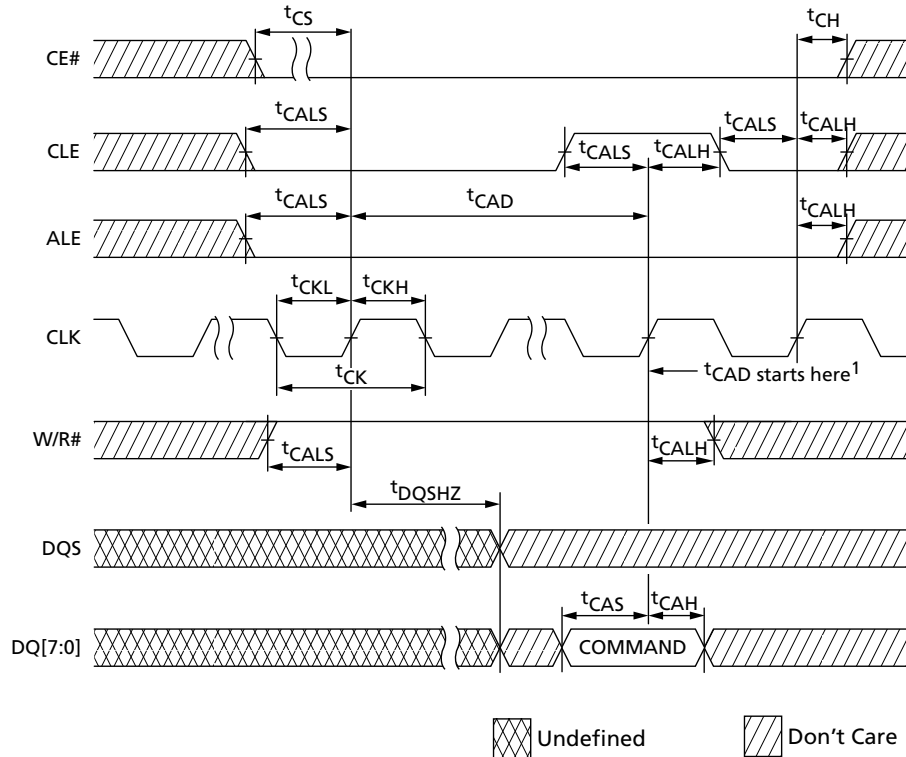 tCS
tCH
CE#
tCALS
tCALS
tCALH
CLE
tCALS
tCALH
tCALS
tCAD
tCALH
ALE
tCKL
tCKH
CLK
tCK
tCAD starts here1
W/R#
tCALS
tCALH
tDQSHZ
DQS
tCAS
tCAH
DQ[7:0]
COMMAND
Undefined
Don't Care